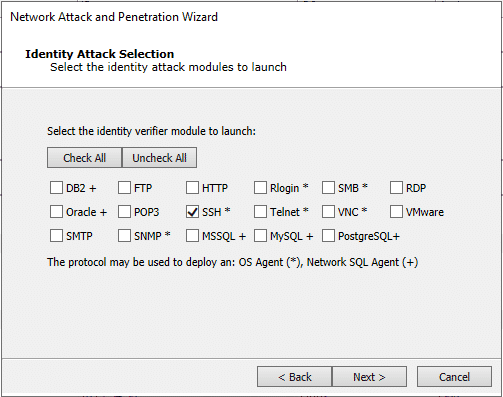 Network Attack and Penetration Wizard
Identity Attack Selection
Select the identity attack modules to launch
Select the identity verifier module to launch:
Check All Uncheck All
DB2 + FTP HTTP Rlogin * SMB * RDP
Oracle + POP3 SSH * Telnet * VNC * VMware
SMTP SNMP * MSSQL + MySQL + PostgreSQL+
The protocol may be used to deploy an: OS Agent (*), Network SQL Agent (+)
< Back Next > Cancel